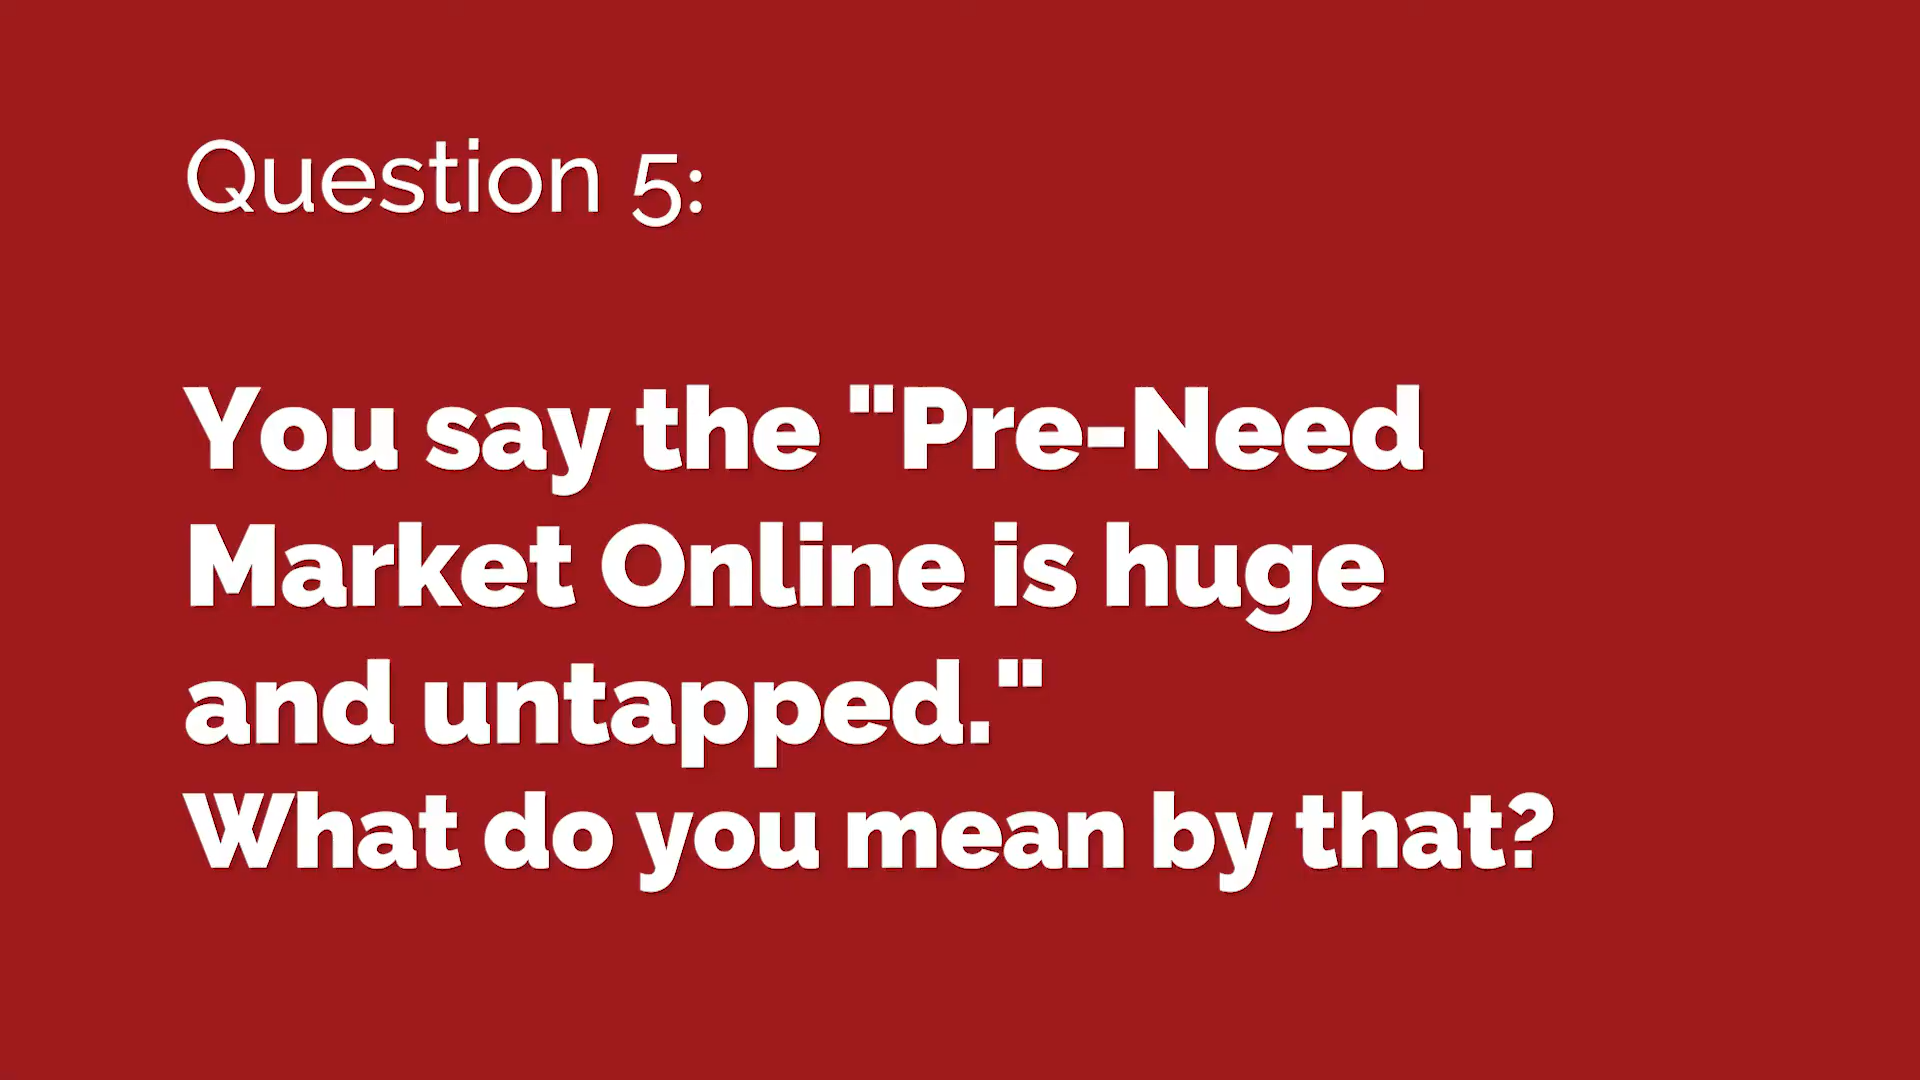 Question 5:
You say the "Pre-Need
Market Online is huge
and untapped."
What do you mean by that?